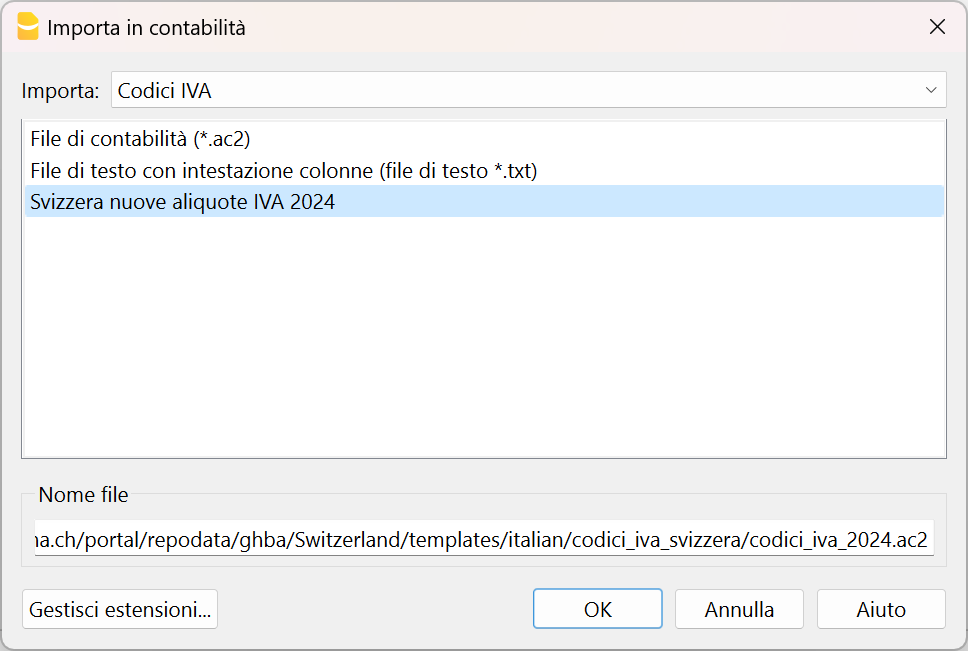 Importa in contabilità
Importa: Codici IVA
File di contabilità (*.ac2)
File di testo con intestazione colonne (file di testo *.txt)
Svizzera nuove aliquote IVA 2024
Nome file
na.ch/portal/repodata/ghba/Switzerland/templates/italian/codici_iva_svizzera/codici_iva_2024.ac2
Gestisci estensioni... OK Annulla Aiuto